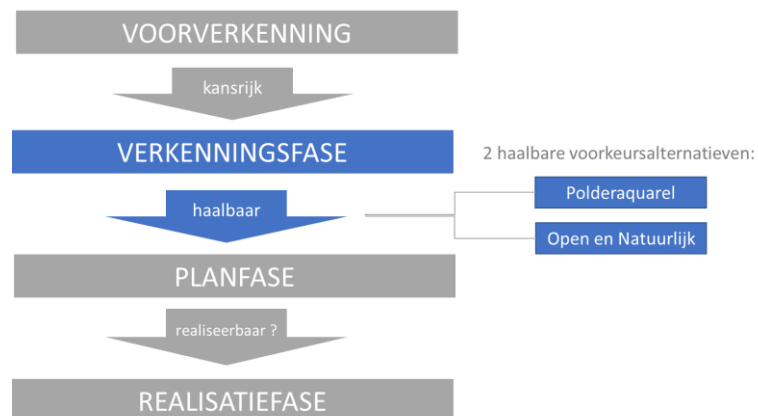 VOORVERKENNING
kansrijk
VERKENNINGSFASE
2 haalbare voorkeursalternatieven:
Polderaquarel
haalbaar
Open en Natuurlijk
PLANFASE
realiseerbaar ?
REALISATIEFASE